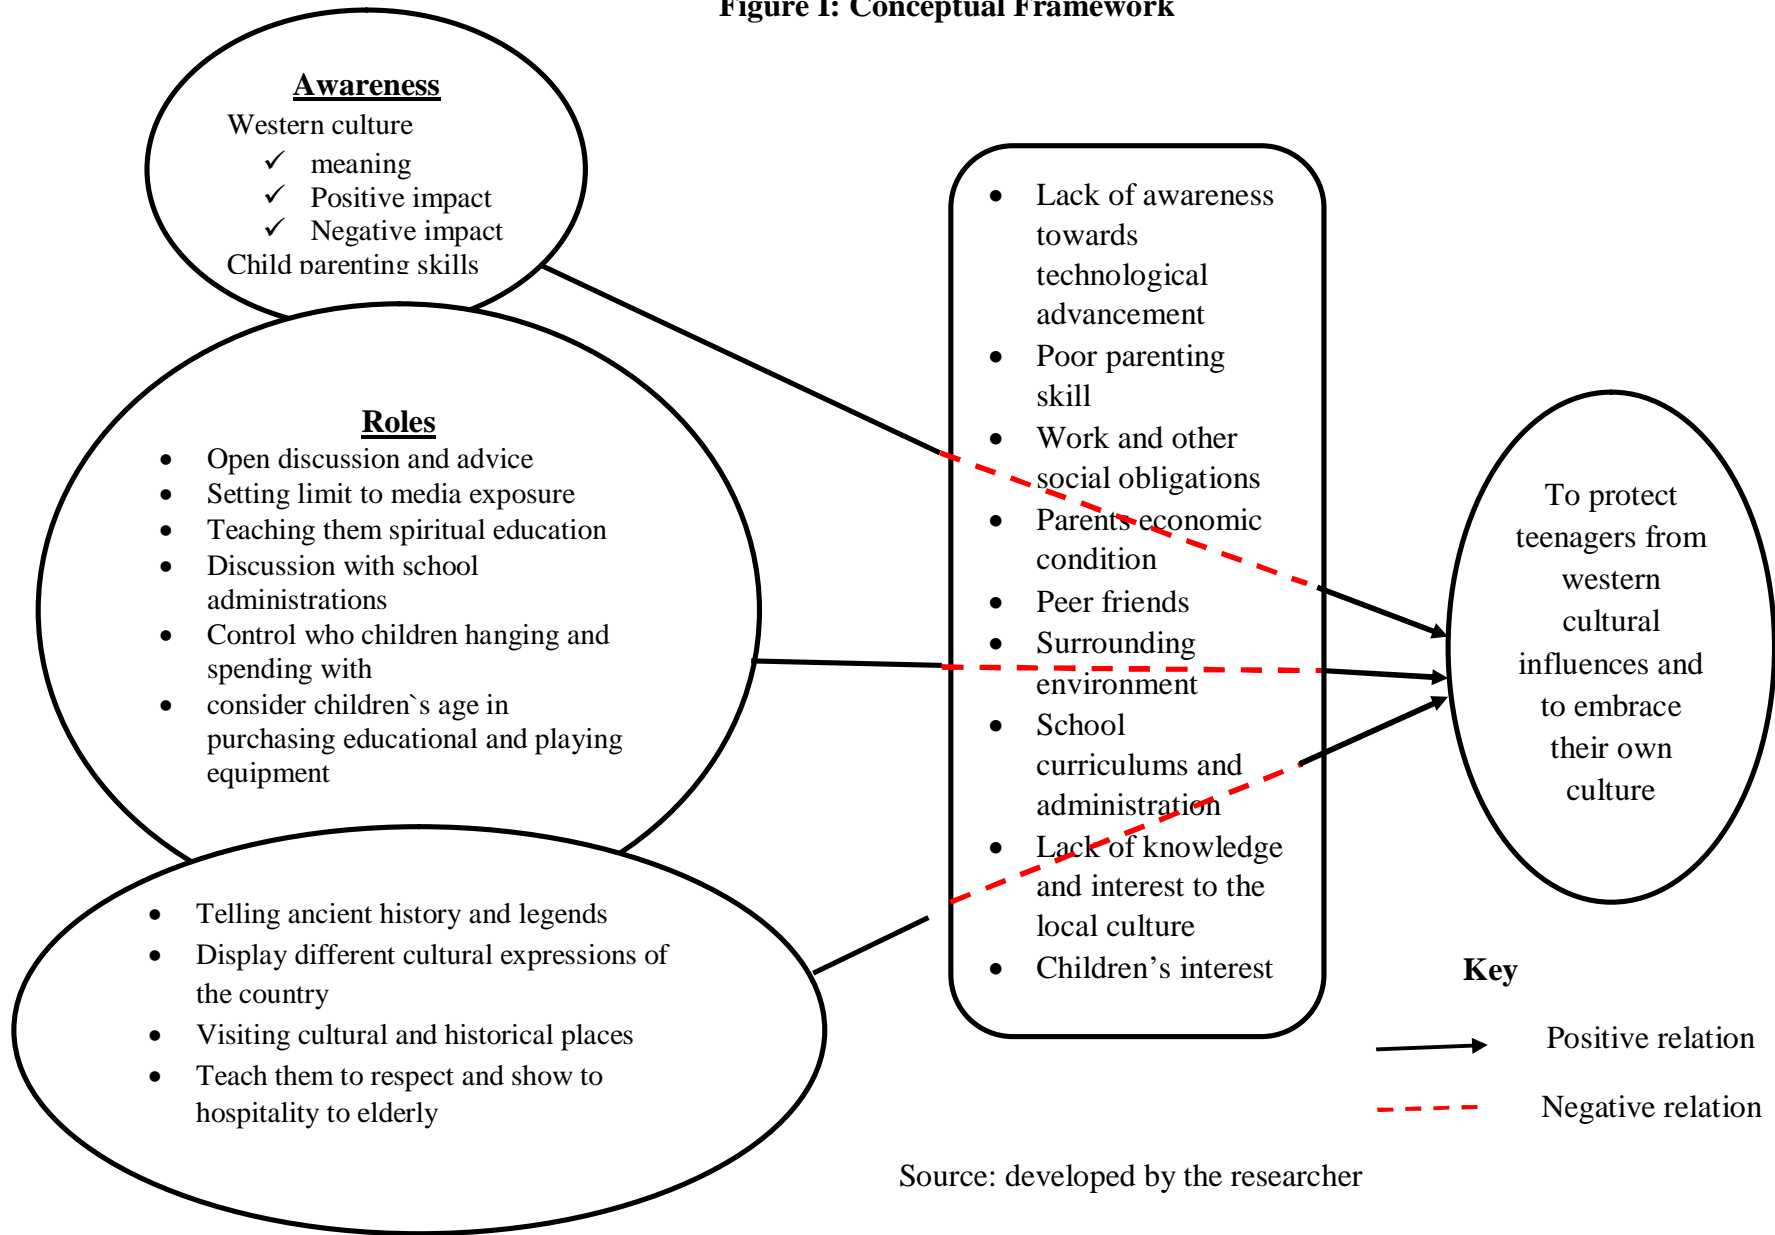 Figure I: Conceptual Framework
Awareness
Western culture
✓ meaning
✓ Positive impact
✓ Negative impact
Child parenting skills
Roles
• Open discussion and advice
• Setting limit to media exposure
• Teaching them spiritual education
• Discussion with school
administrations
• Control who children hanging and
spending with
• consider children`s age in
purchasing educational and playing
equipment
• Telling ancient history and legends
• Display different cultural expressions of
the country
• Visiting cultural and historical places
• Teach them to respect and show to
hospitality to elderly
• Lack of awareness
towards
technological
advancement
• Poor parenting
skill
• Work and other
social obligations
• Parents economic
condition
• Peer friends
• Surrounding
environment
• School
curriculums and
administration
• Lack of knowledge
and interest to the
local culture
• Children’s interest
To protect
teenagers from
western
cultural
influences and
to embrace
their own
culture
Key
Positive relation
Negative relation
Source: developed by the researcher